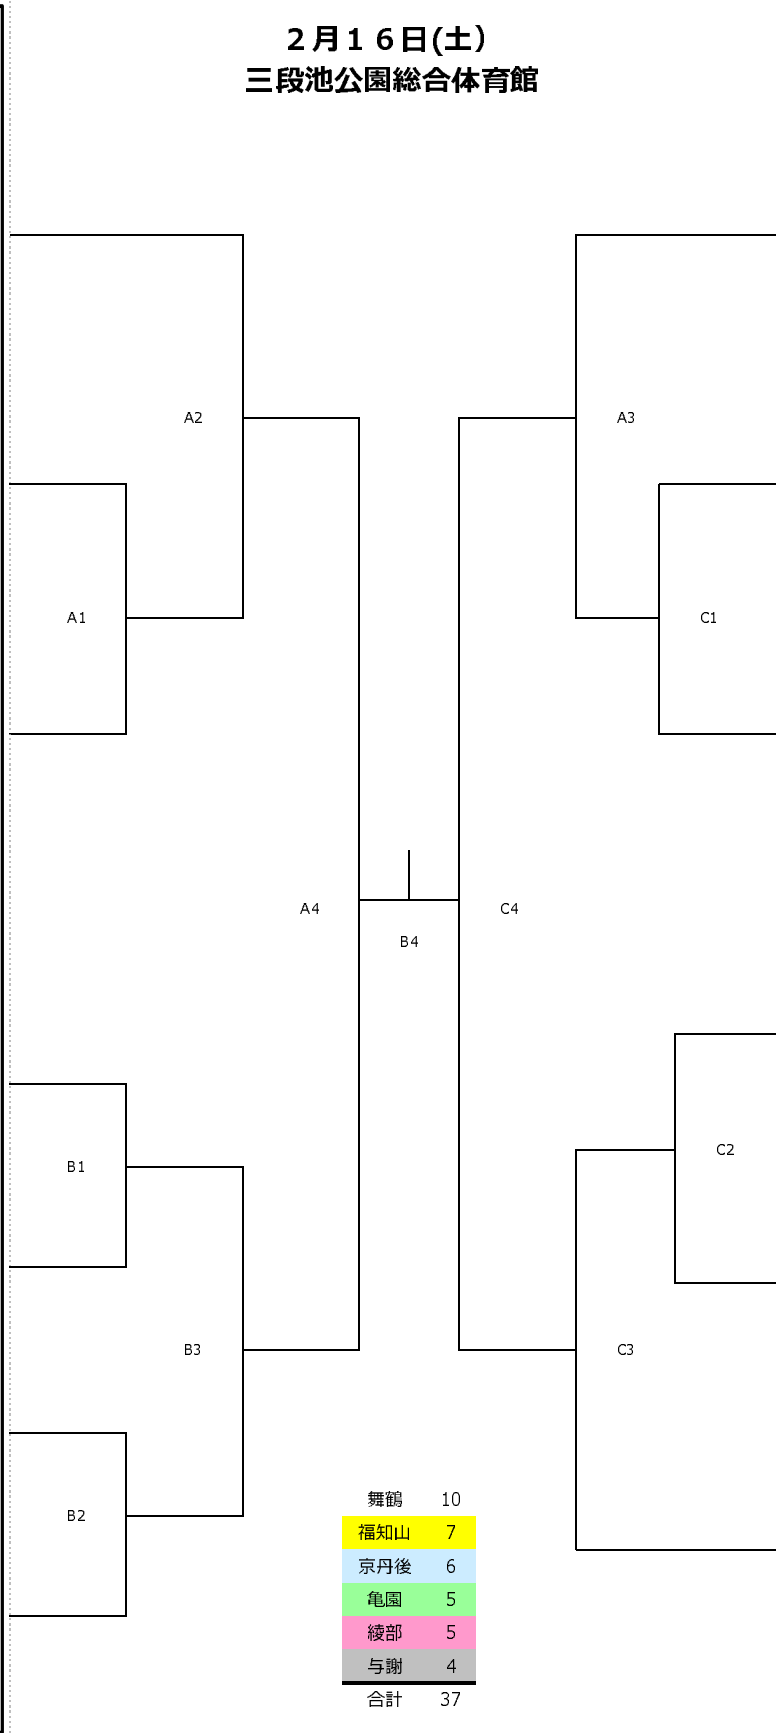 ２月１６日(土）
三段池公園総合体育館
A2
A3
A1
C1
A4
C4
B4
C2
B1
B3
C3
B2
舞鶴 10
福知山 7
京丹後 6
亀園 5
綾部 5
与謝 4
合計 37